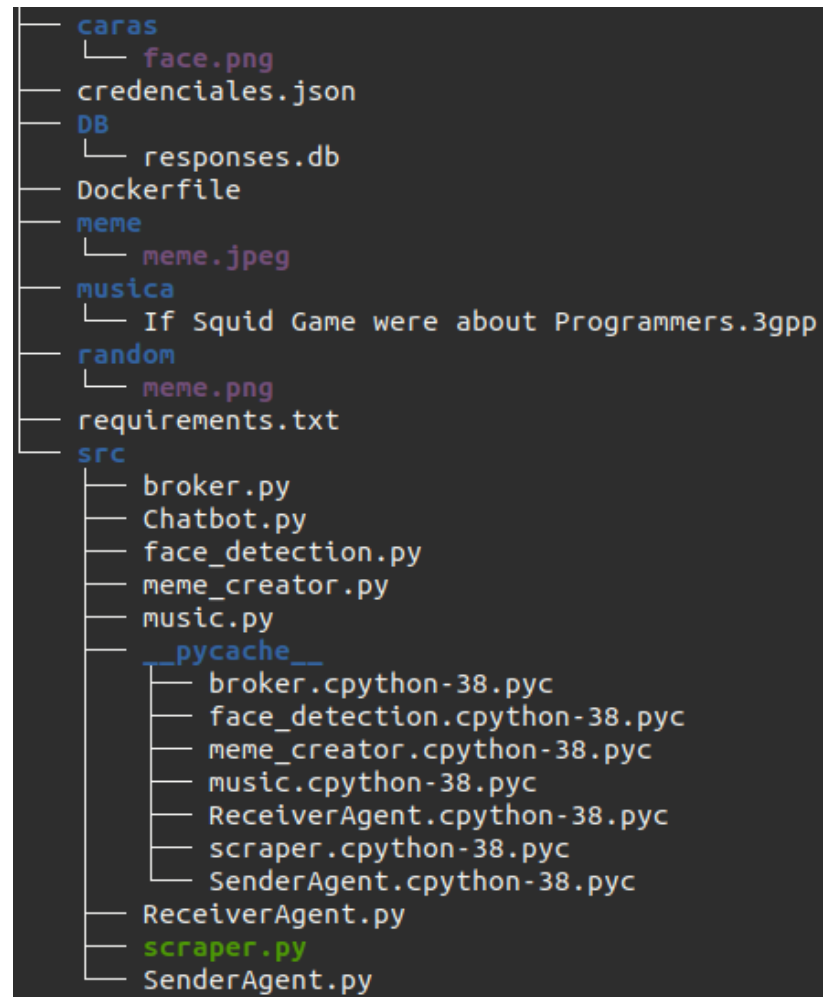 caras
face.png
credenciales.json
DB
responses.db
Dockerfile
meme
meme.jpeg
musica
If Squid Game were about Programmers.3gpp
random
meme.png
requirements.txt
src
broker.py
Chatbot.py
face_detection.py
meme_creator.py
music.py
__pycache__
broker.cpython-38.pyc
face_detection.cpython-38.pyc
meme_creator.cpython-38.pyc
music.cpython-38.pyc
ReceiverAgent.cpython-38.pyc
scraper.cpython-38.pyc
SenderAgent.cpython-38.pyc
ReceiverAgent.py
scraper.py
SenderAgent.py